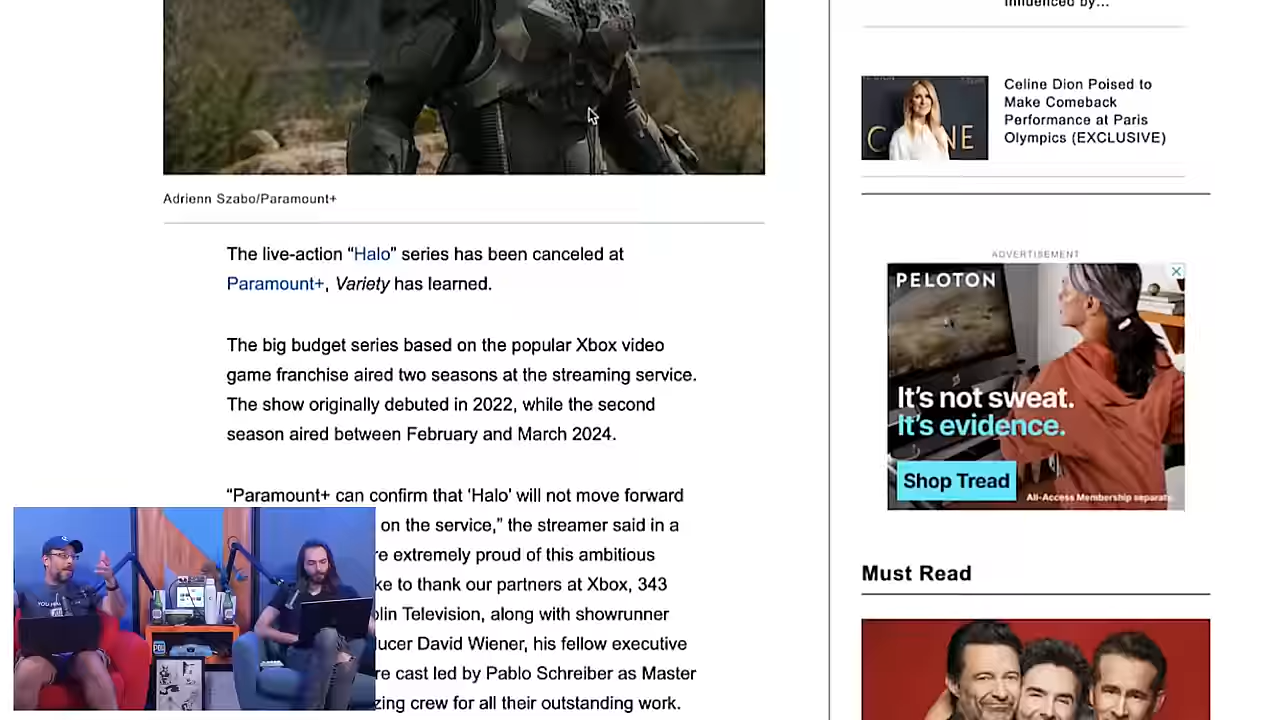 Influenced by...
Celine Dion Poised to
Make Comeback
Performance at Paris
Olympics (EXCLUSIVE)
Adrienn Szabo/Paramount+
The live-action “Halo” series has been canceled at
Paramount+, Variety has learned.
The big budget series based on the popular Xbox video
game franchise aired two seasons at the streaming service.
The show originally debuted in 2022, while the second
season aired between February and March 2024.
“Paramount+ can confirm that ‘Halo’ will not move forward
on the service,” the streamer said in a
re extremely proud of this ambitious
ke to thank our partners at Xbox, 343
lin Television, along with showrunner
ucer David Wiener, his fellow executive
re cast led by Pablo Schreiber as Master
zing crew for all their outstanding work.
ADVERTISEMENT
PELOTON
It’s not sweat.
It’s evidence.
Shop Tread
All-Access Membership separate.
Must Read